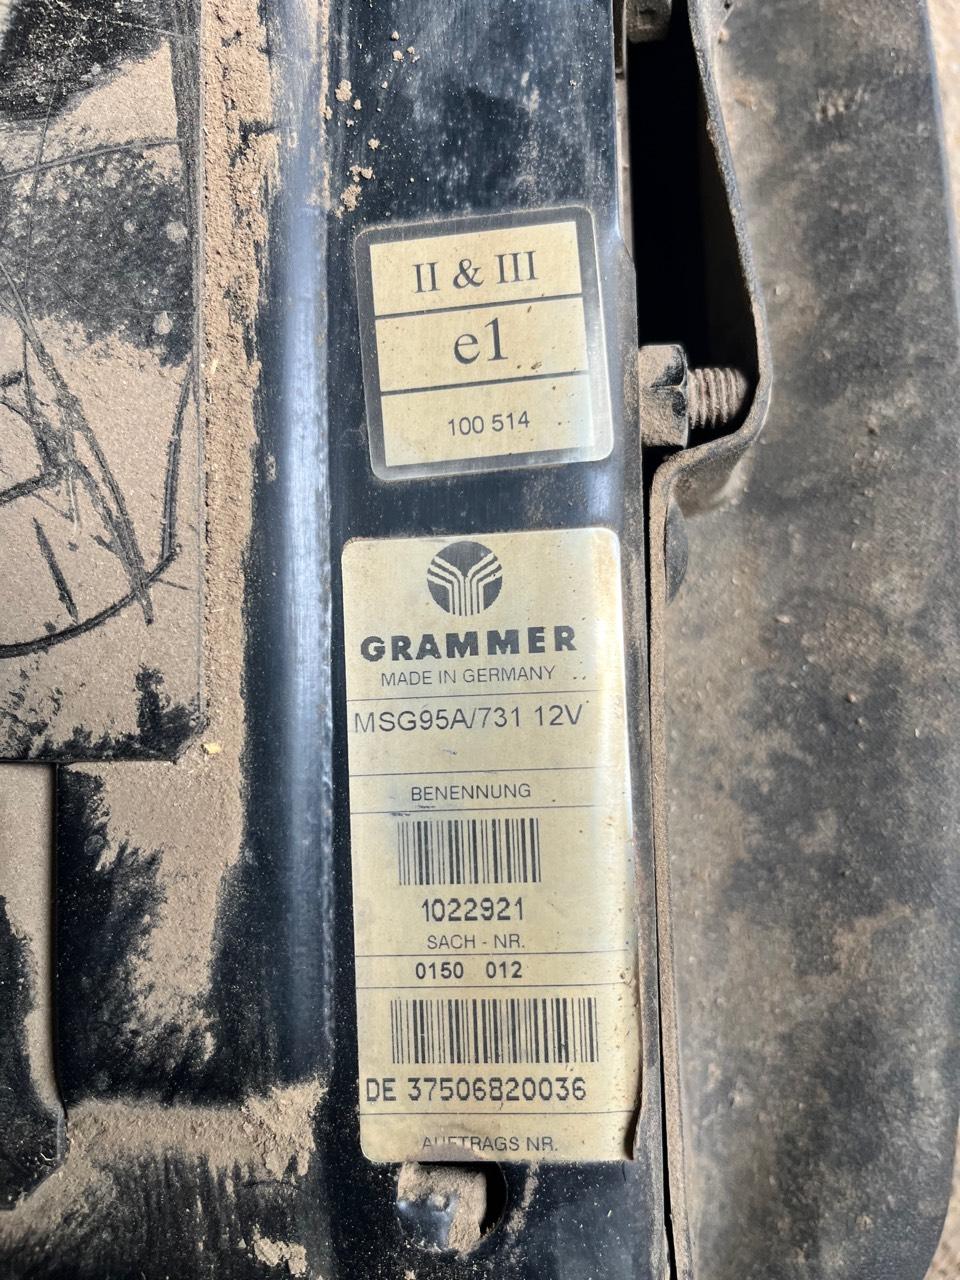 II & III
e1
100 514
GRAMMER
MADE IN GERMANY
MSG95A/731 12V
BENENNUNG
1022921
SACH - NR.
0150 012
DE 37506820036
AUFTRAGS NR.